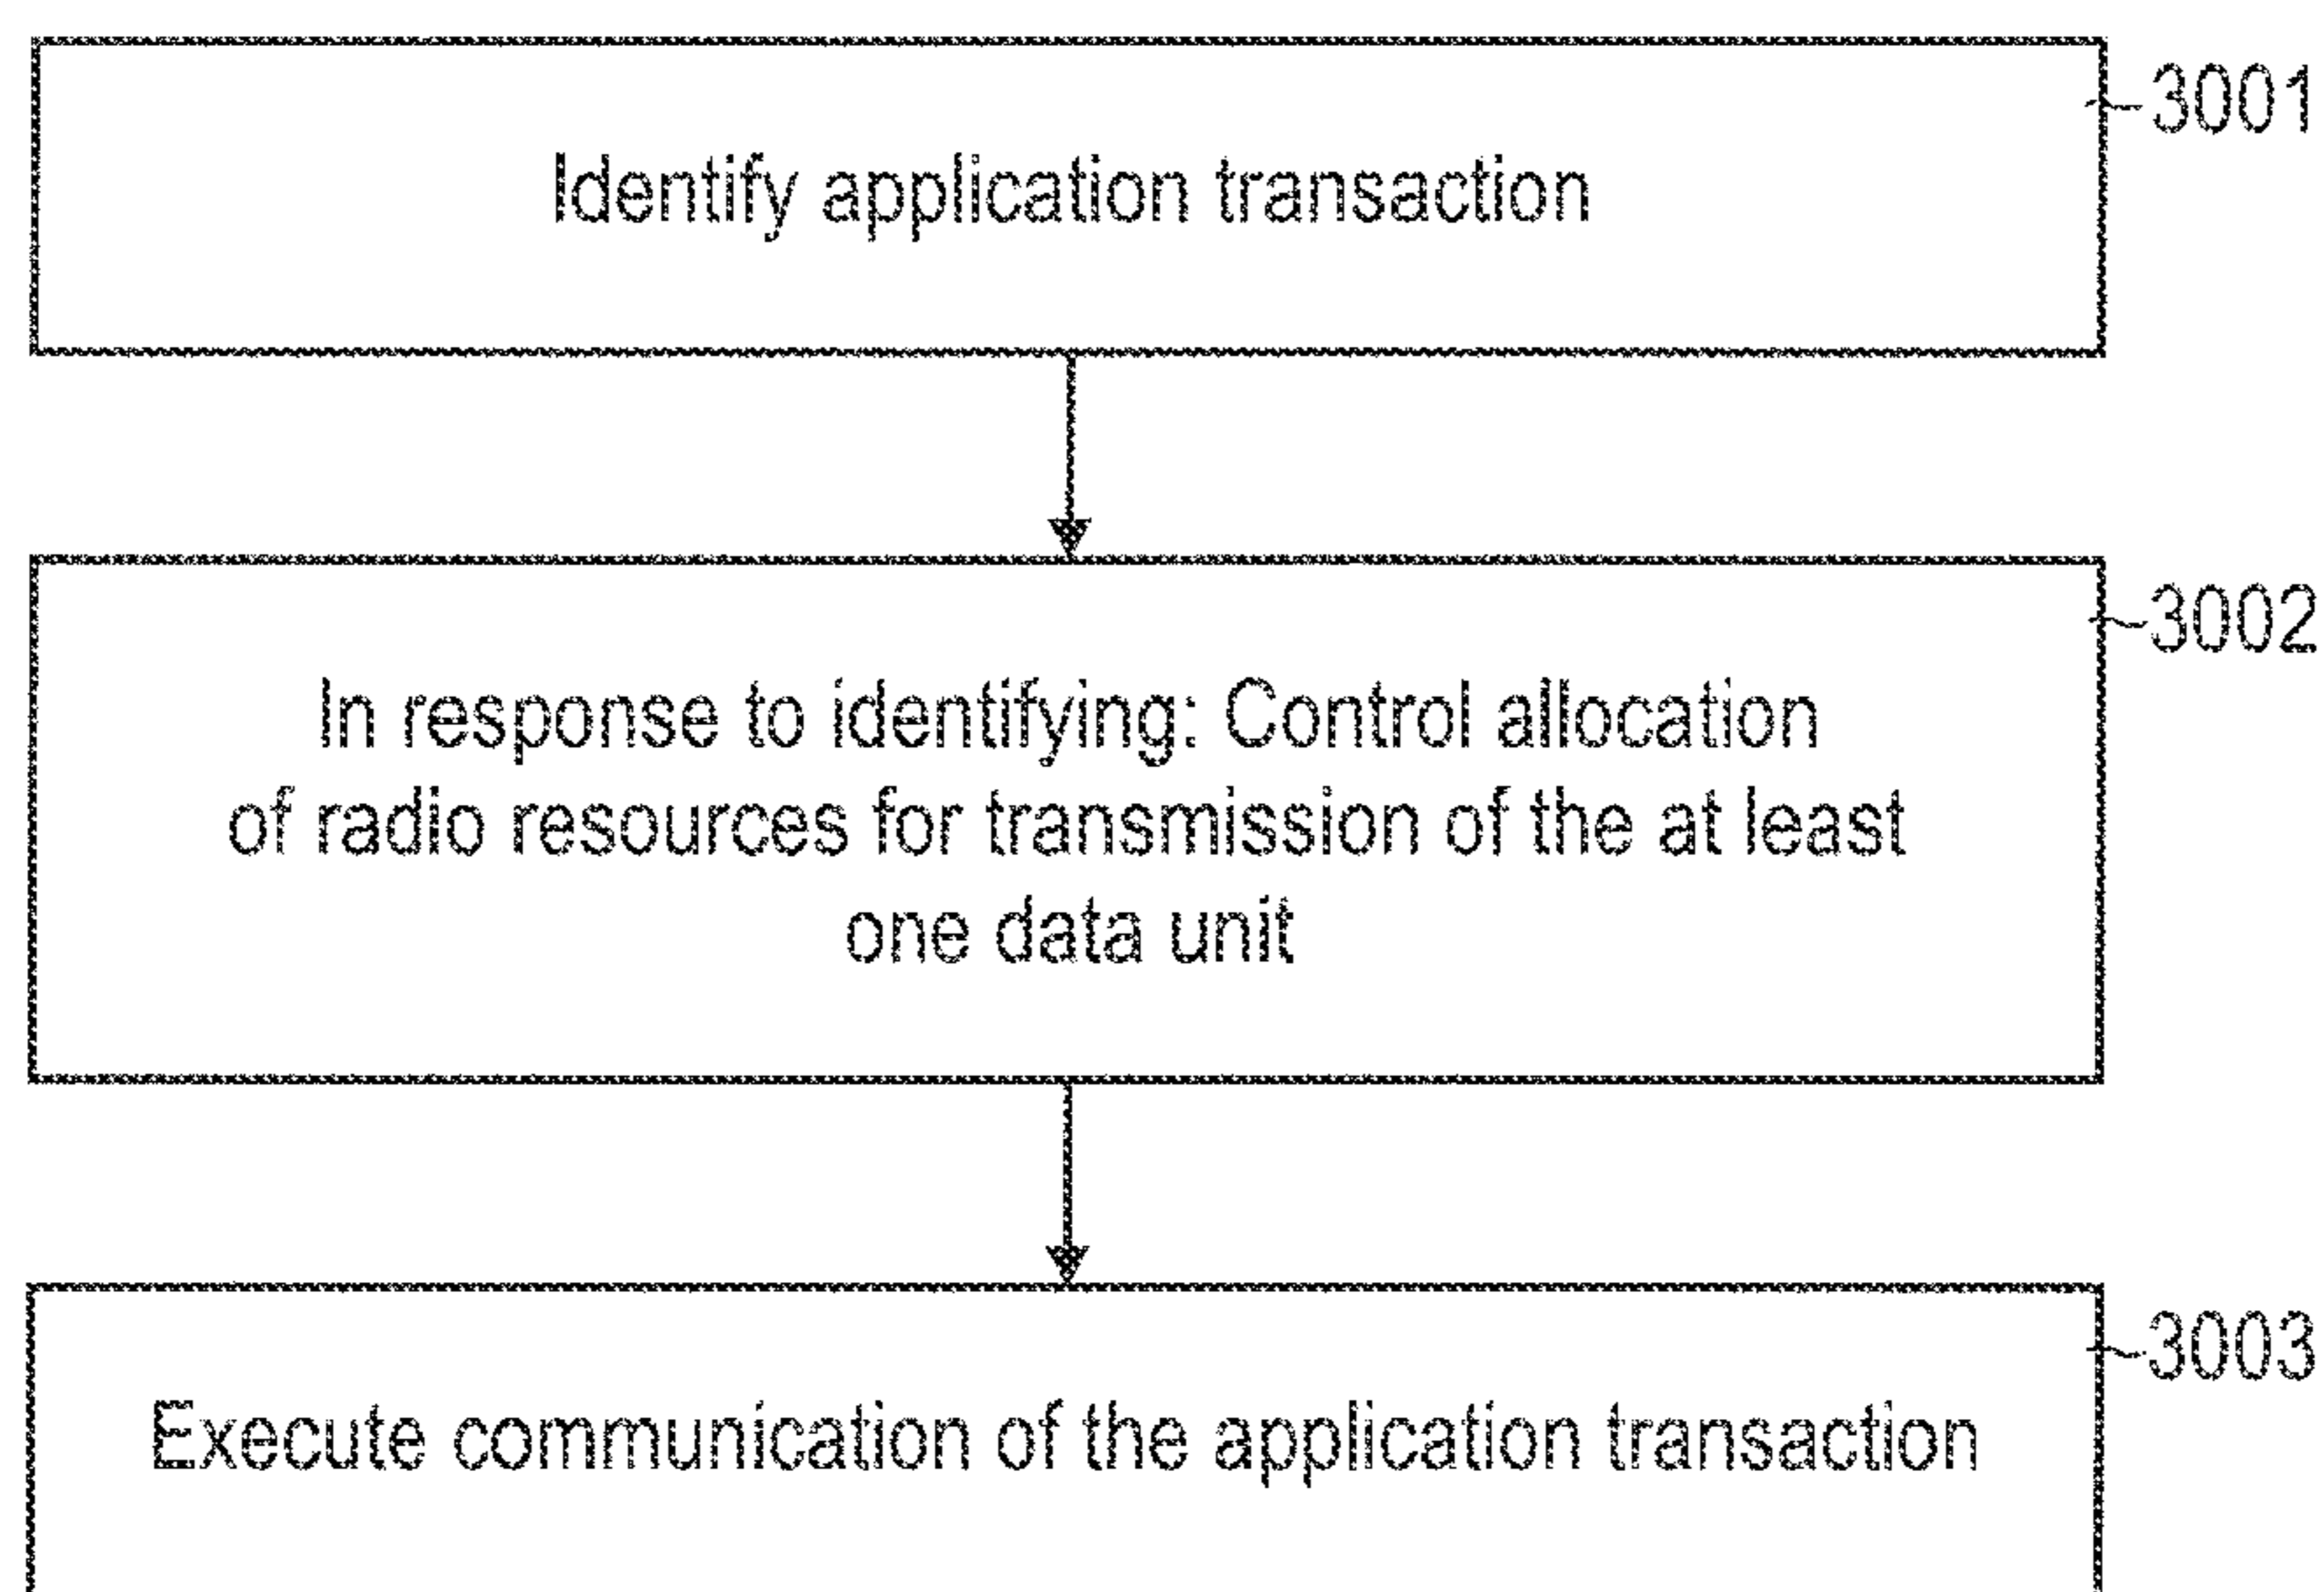 3001
Identify application transaction
3002
In response to identifying: Control allocation
of radio resources for transmission of the at least
one data unit
3003
Execute communication of the application transaction